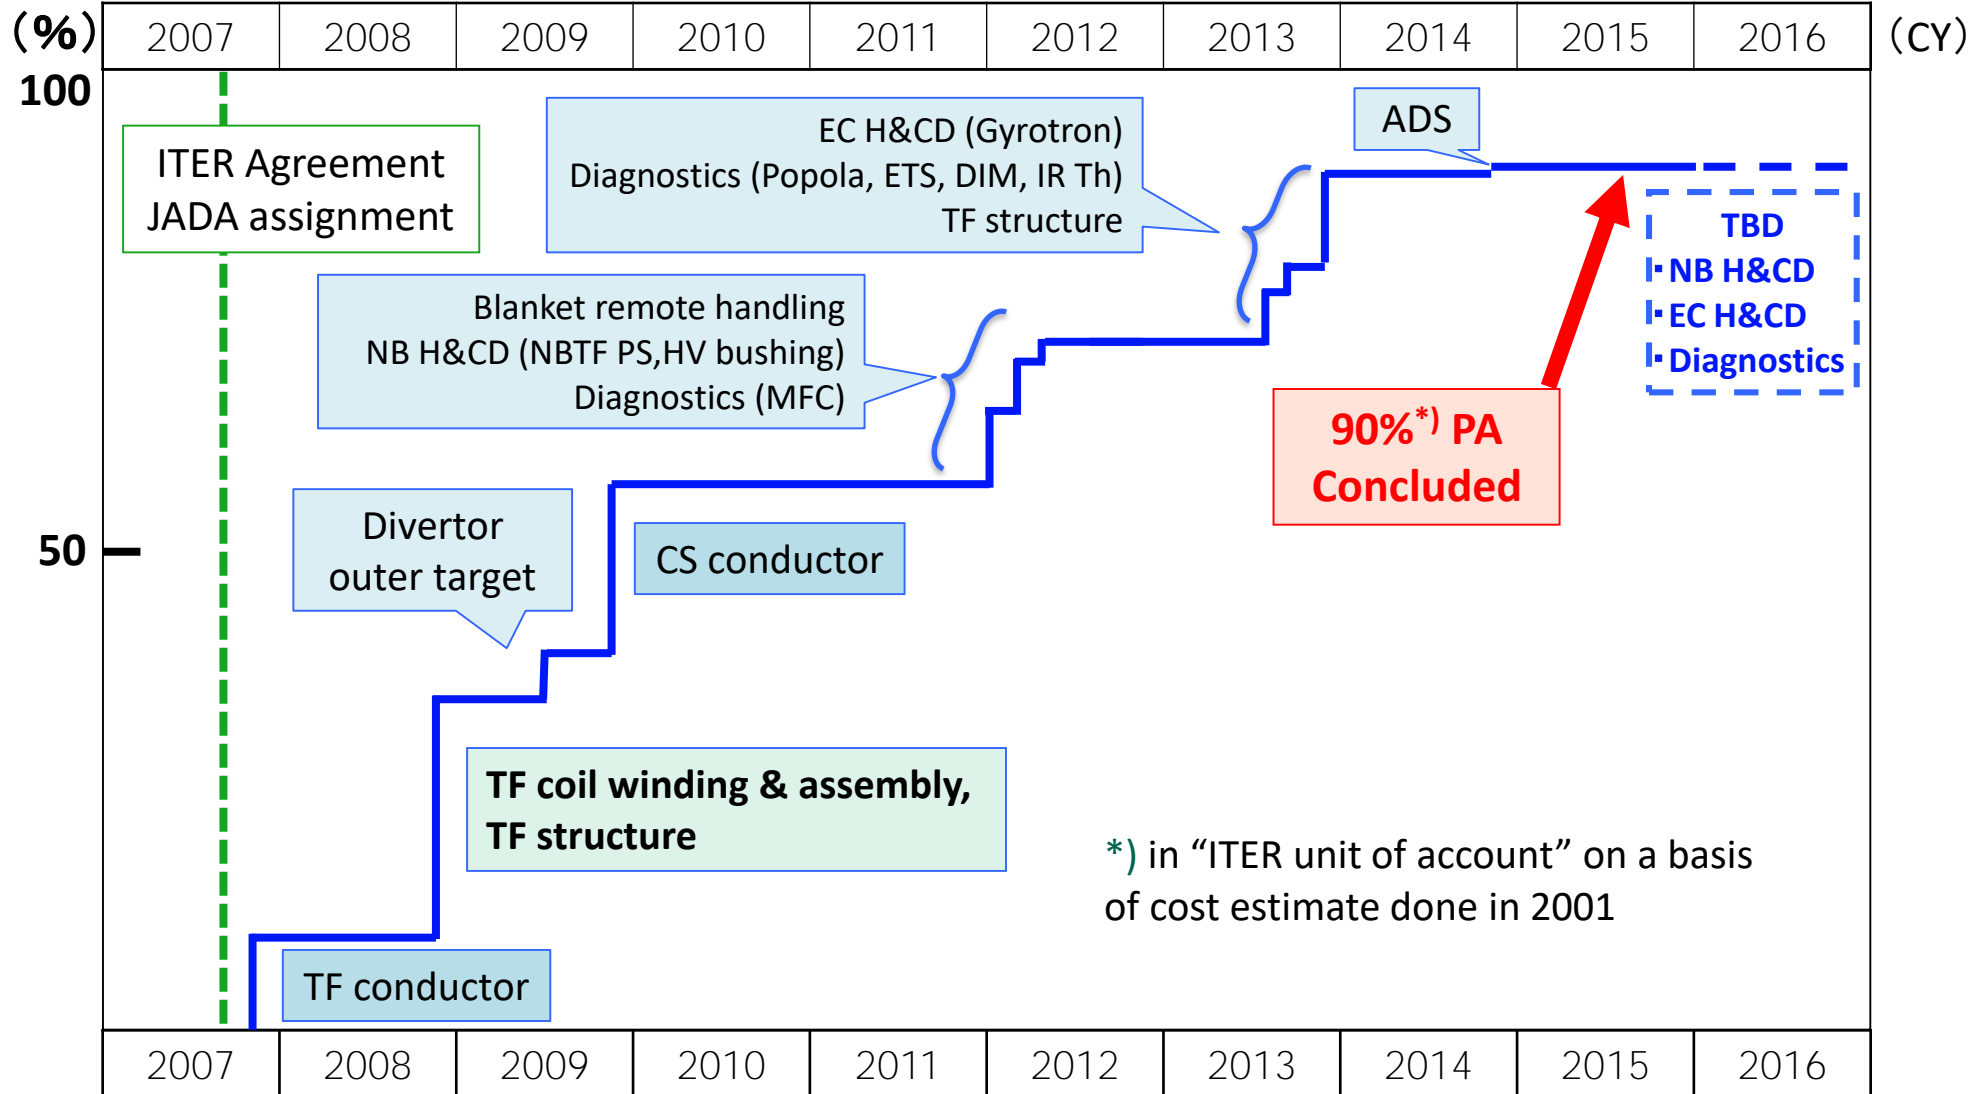 (%)
2007 2008 2009 2010 2011 2012 2013 2014 2015 2016
(CY)
100
50
ITER Agreement
JADA assignment
EC H&CD (Gyrotron)
Diagnostics (Popola, ETS, DIM, IR Th)
TF structure
ADS
Blanket remote handling
NB H&CD (NBTF PS,HV bushing)
Diagnostics (MFC)
TBD
▪NB H&CD
▪EC H&CD
▪Diagnostics
90%*) PA
Concluded
Divertor
outer target
CS conductor
TF coil winding & assembly,
TF structure
*) in “ITER unit of account” on a basis
of cost estimate done in 2001
TF conductor
2007 2008 2009 2010 2011 2012 2013 2014 2015 2016